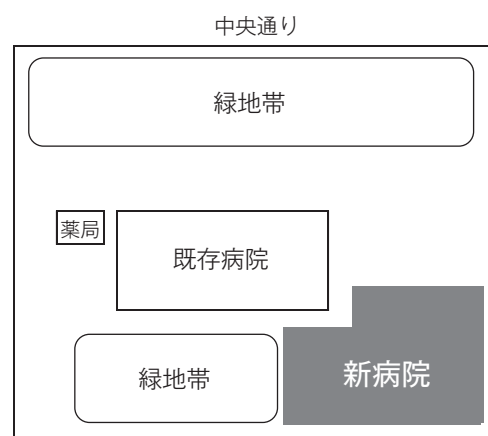 中央通り
緑地帯
薬局
既存病院
緑地帯
新病院